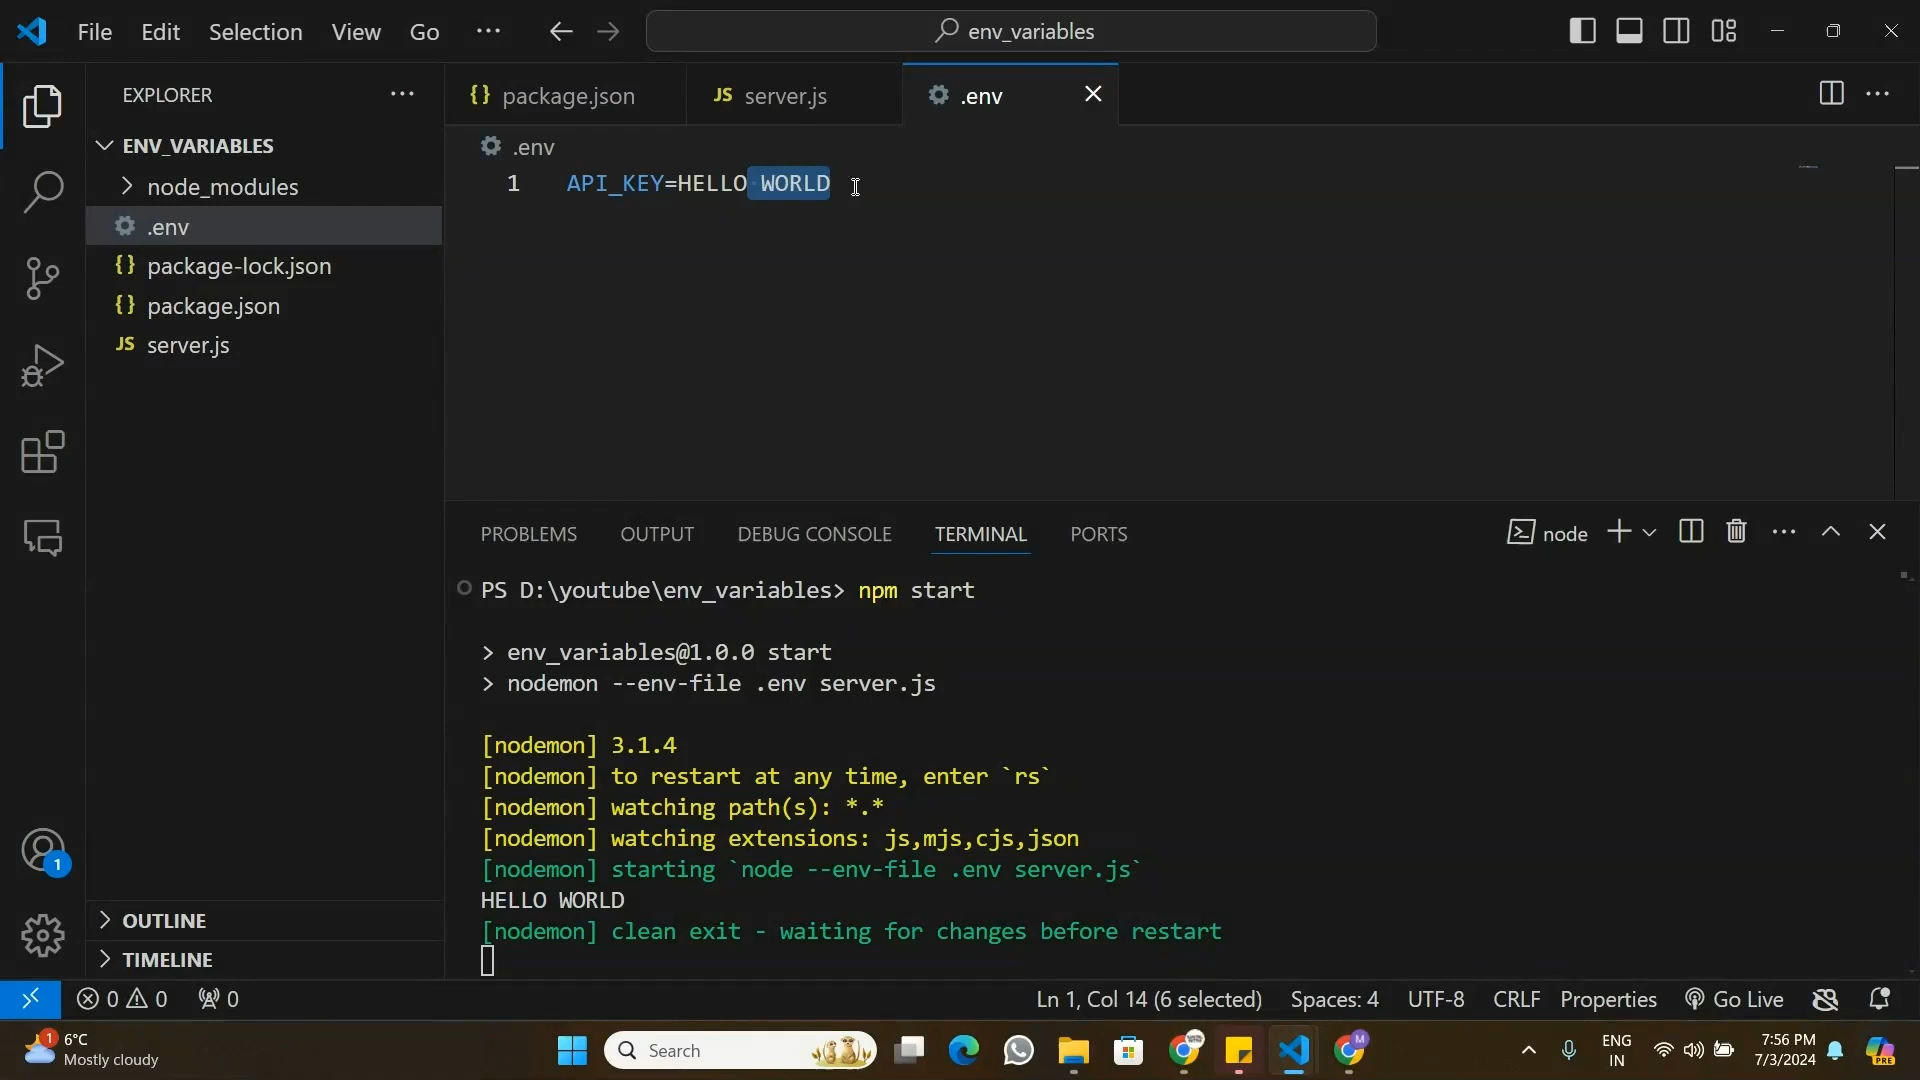 File Edit Selection View Go ··· env_variables
EXPLORER ···
ENV_VARIABLES
node_modules
.env
{} package-lock.json
{} package.json
JS server.js
OUTLINE
TIMELINE
{} package.json JS server.js .env
.env
1 API_KEY=HELLO WORLD
PROBLEMS OUTPUT DEBUG CONSOLE TERMINAL PORTS node
PS D:\youtube\env_variables> npm start
> env_variables@1.0.0 start
> nodemon --env-file .env server.js
[nodemon] 3.1.4
[nodemon] to restart at any time, enter `rs`
[nodemon] watching path(s): *.*
[nodemon] watching extensions: js,mjs,cjs,json
[nodemon] starting `node --env-file .env server.js`
HELLO WORLD
[nodemon] clean exit - waiting for changes before restart
1
0 0 0 Ln 1, Col 14 (6 selected) Spaces: 4 UTF-8 CRLF Properties Go Live
1 6°C
Mostly cloudy
Search
M
ENG
IN
7:56 PM
7/3/2024
PRE